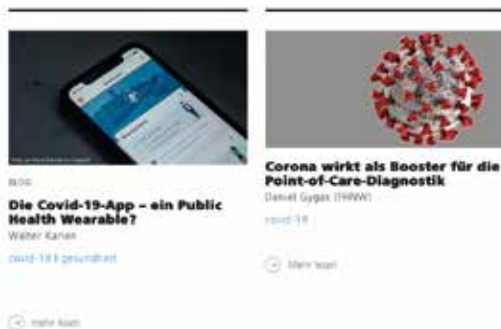 BLOG
Die Covid-19-App – ein Public
Health Wearable?
Walter Karlen
covid-19 | gesundheit
mehr lesen
Corona wirkt als Booster für die
Point-of-Care-Diagnostik
Daniel Gygax (FHNW)
covid-19
Mehr lesen